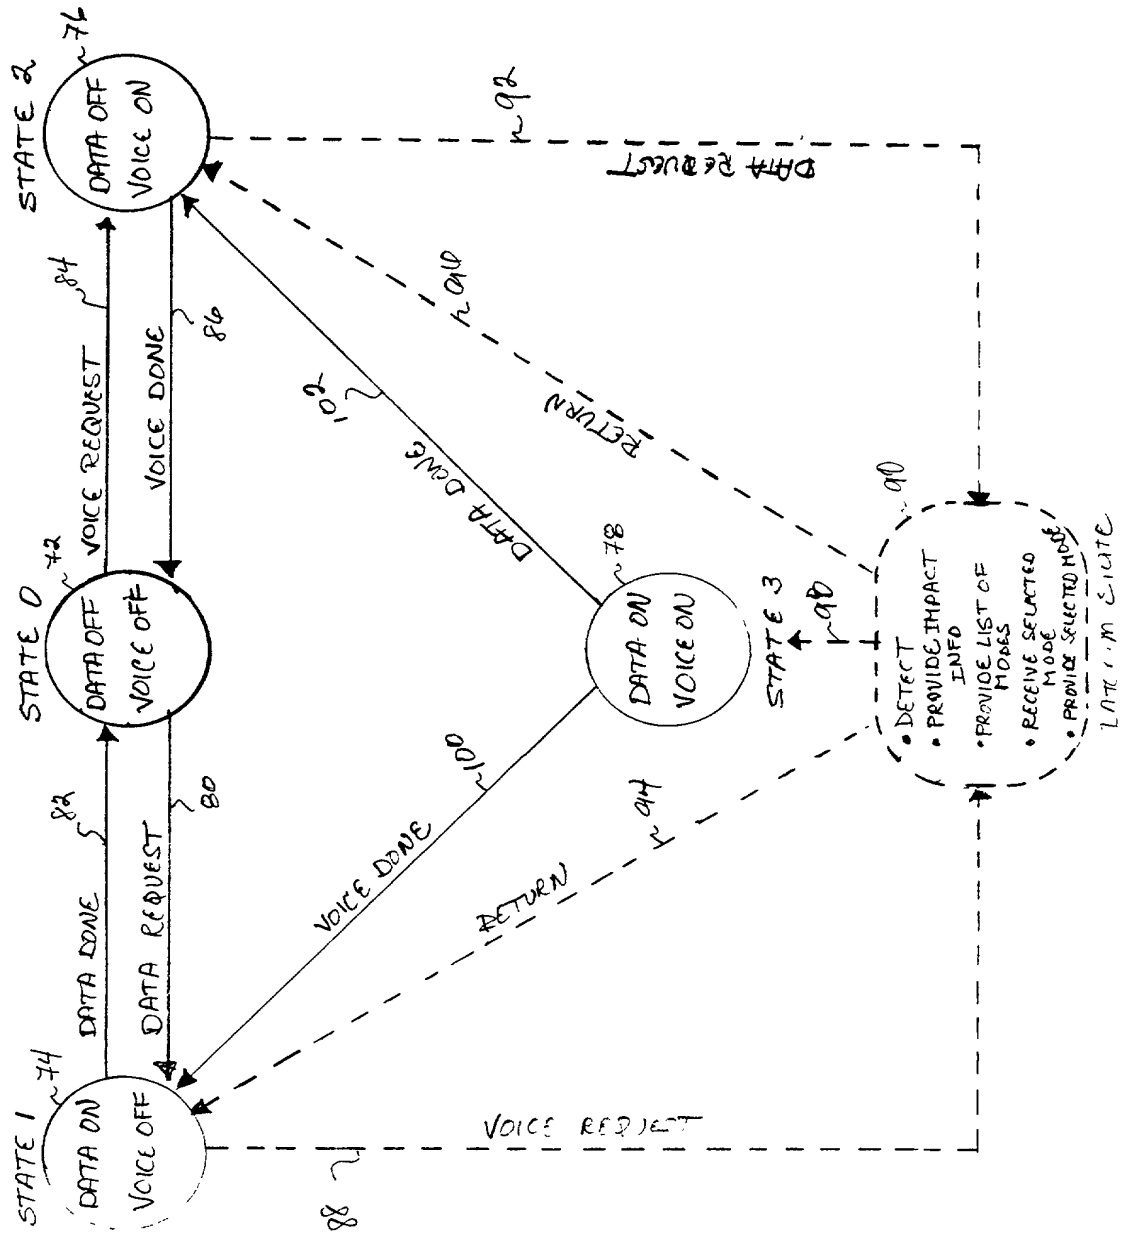 STATE 1
74
DATA ON
VOICE OFF
DATA DONE
82
DATA REQUEST
80
STATE 0
72
DATA OFF
VOICE OFF
VOICE REQUEST
84
VOICE DONE
86
STATE 2
76
DATA OFF
VOICE ON
VOICE DONE
100
DATA DONE
102
DATA ON
VOICE ON
78
STATE 3
98
RETURN
94
RETURN
96
VOICE REQUEST
88
DATA REQUEST
92
90
• DETECT
• PROVIDE IMPACT
INFO
• PROVIDE LIST OF
MODES
• RECEIVE SELECTED
MODE
• PROVIDE SELECTED MODE